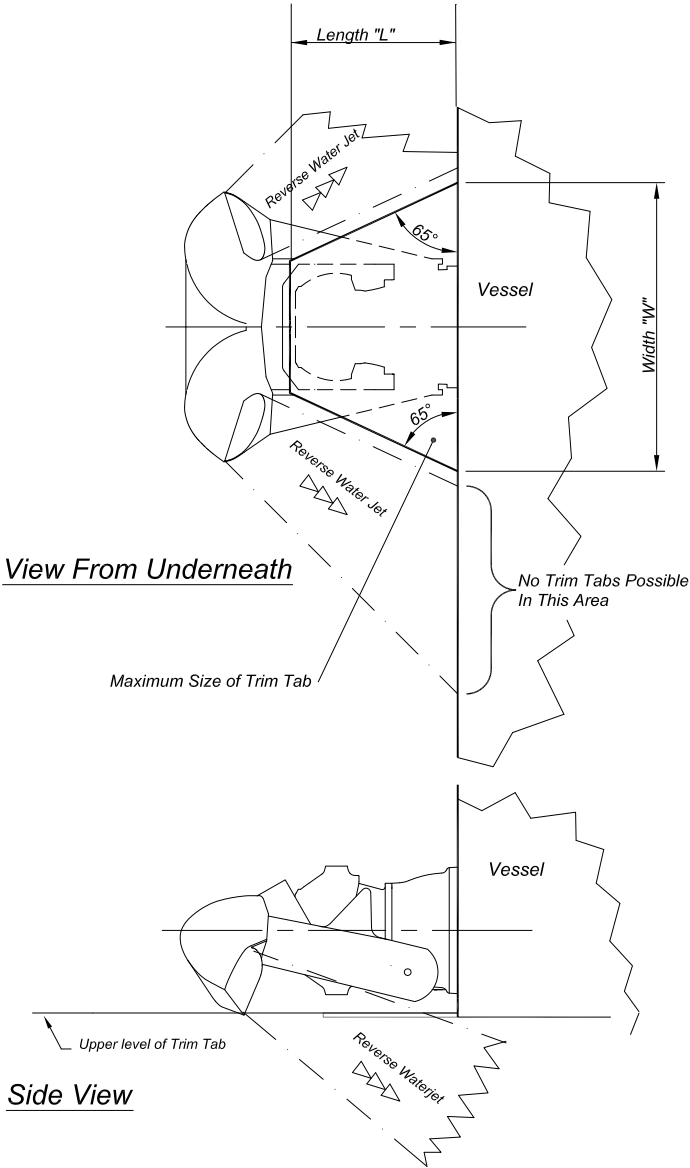 Length "L"
Reverse Water Jet
65°
Vessel
Width "W"
65°
Reverse Water Jet
View From Underneath
No Trim Tabs Possible
In This Area
Maximum Size of Trim Tab
Vessel
Upper level of Trim Tab
Reverse Waterjet
Side View